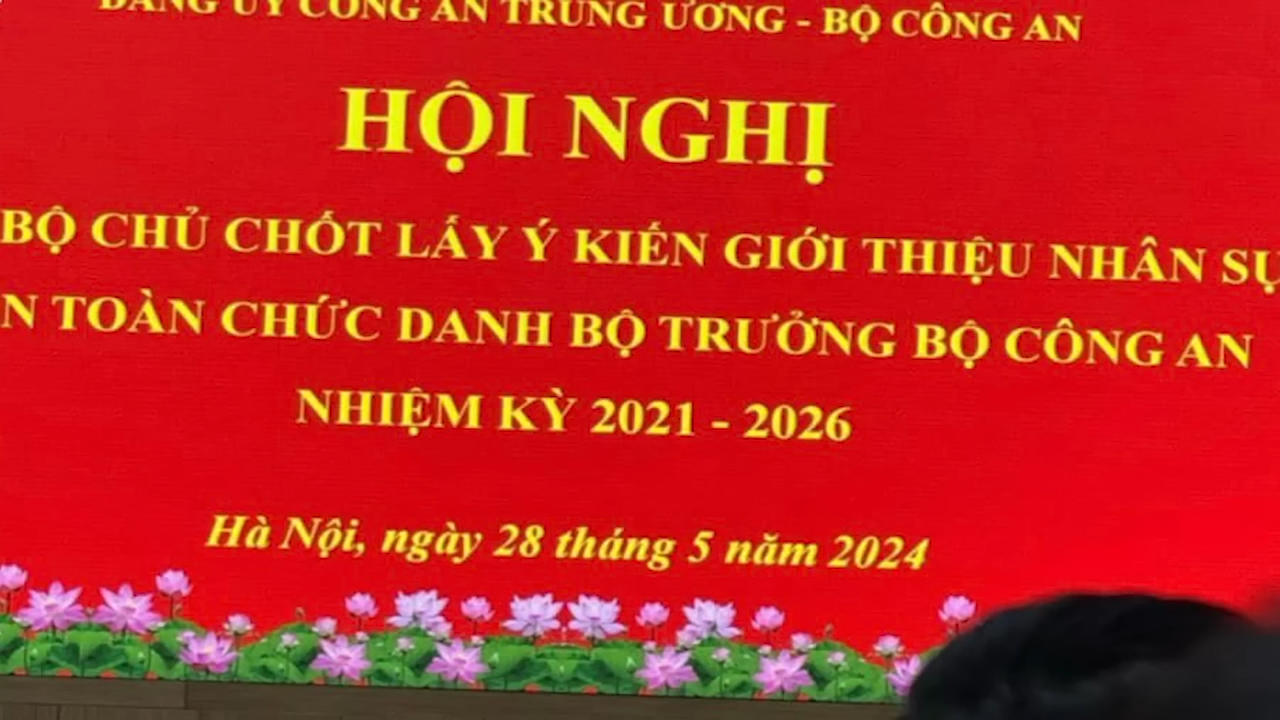 ĐẢNG ỦY CÔNG AN TRUNG ƯƠNG - BỘ CÔNG AN
HỘI NGHỊ
BỘ CHỦ CHỐT LẤY Ý KIẾN GIỚI THIỆU NHÂN SỰ
N TOÀN CHỨC DANH BỘ TRƯỞNG BỘ CÔNG AN
NHIỆM KỲ 2021 - 2026
Hà Nội, ngày 28 tháng 5 năm 2024